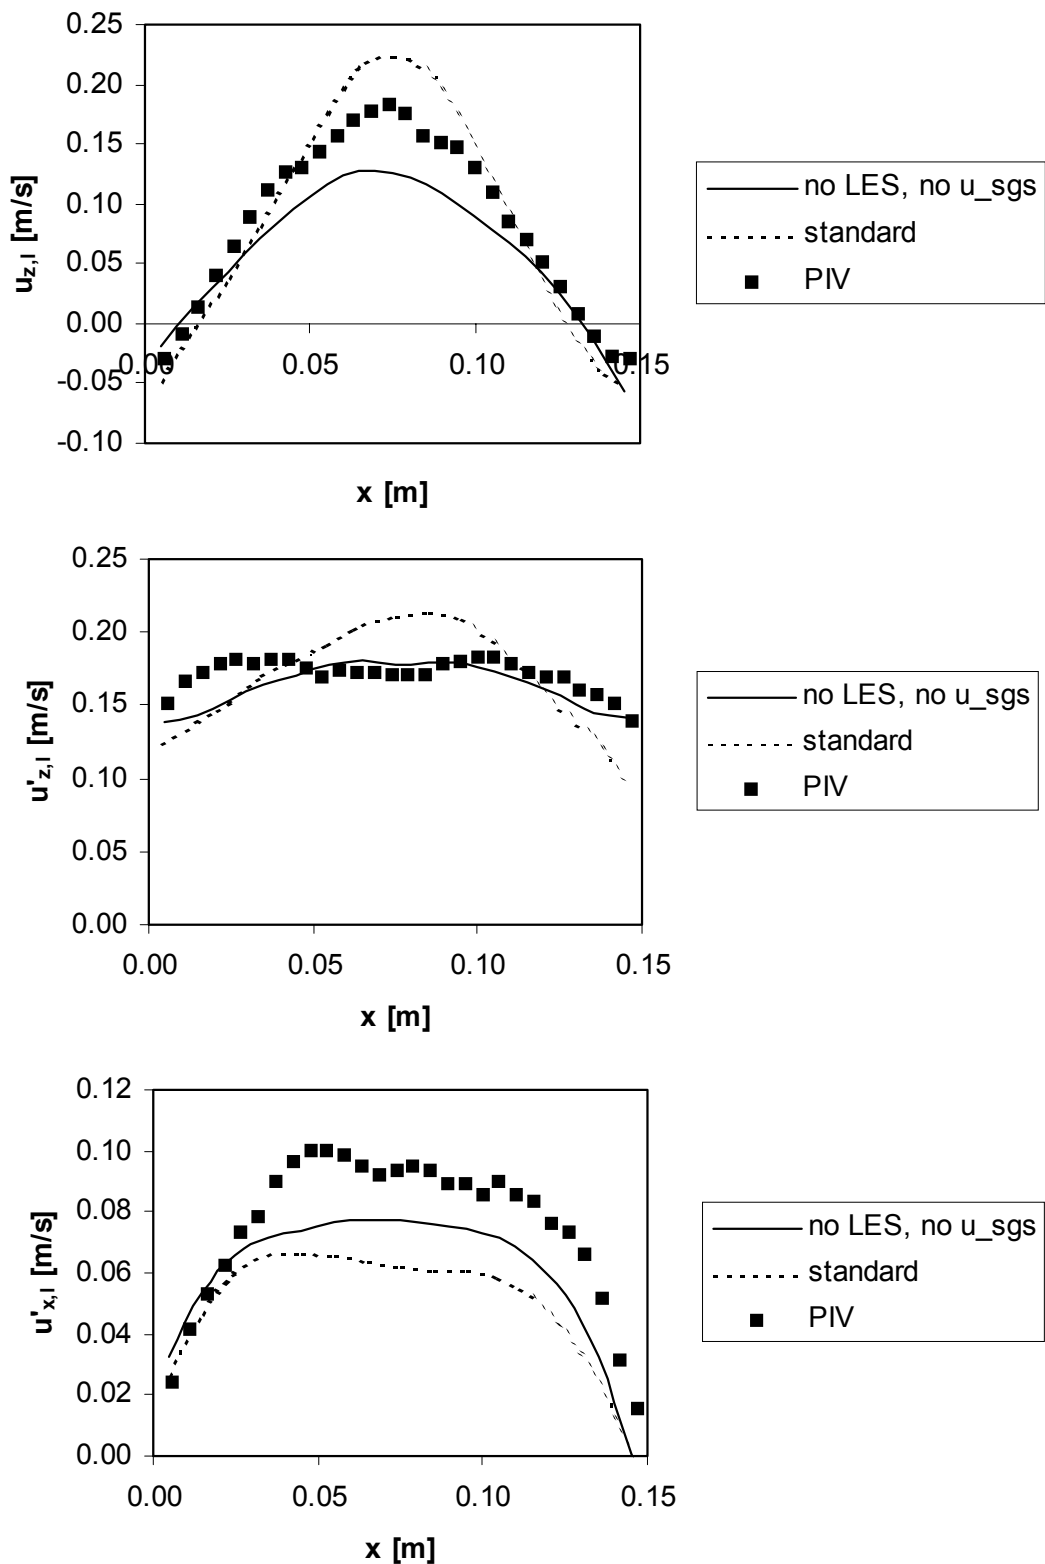 0.25
0.20
0.15
0.10
0.05
0.00
-0.05
-0.10
0.00 0.05 0.10 0.15
u_z,l [m/s]
x [m]
no LES, no u_sgs
standard
PIV
0.25
0.20
0.15
0.10
0.05
0.00
0.00 0.05 0.10 0.15
u'_z,l [m/s]
x [m]
no LES, no u_sgs
standard
PIV
0.12
0.10
0.08
0.06
0.04
0.02
0.00
0.00 0.05 0.10 0.15
u'_x,l [m/s]
x [m]
no LES, no u_sgs
standard
PIV